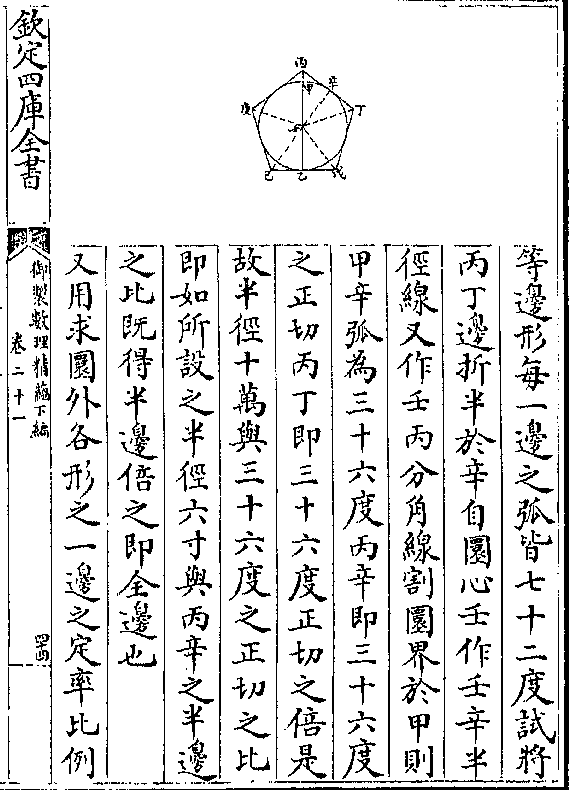 等邊形每一邊之弧皆七十二度試將
丙丁邊折半於辛自圜心壬作壬辛半
徑線又作壬丙分角線割圜界於甲則
甲辛弧為三十六度丙辛即三十六度
之正切丙丁即三十六度正切之倍是
故半徑十萬與三十六度之正切之比
即如所設之半徑六寸與丙辛之半邊
之比既得半邊倍之即全邊也
又用求圜外各形之一邊之定率比例
丙
甲
辛
庚
丁
壬
己
乙
戊
欽定四庫全書
御製數理精蘊下編
卷二十一